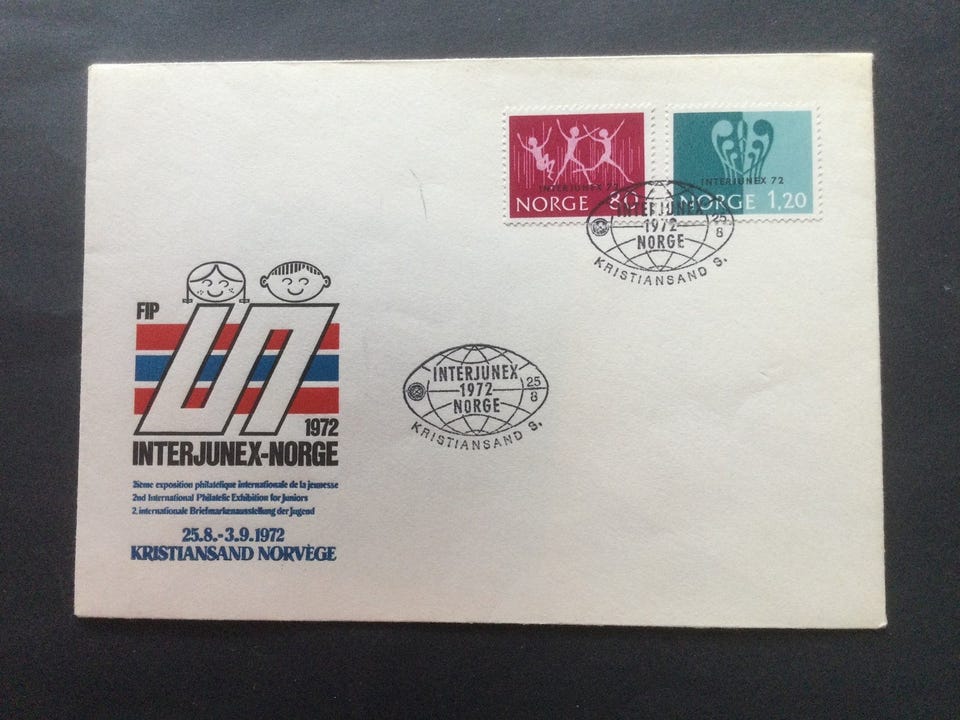 INTERJUNEX 72
NORGE 80
INTERJUNEX 72
NORGE 1,20
INTERJUNEX
1972
NORGE
25
8
KRISTIANSAND S.
FIP
1972
INTERJUNEX-NORGE
2ième exposition philatélique internationale de la jeunesse
2nd International Philatelic Exhibition for Juniors
2. internationale Briefmarkenausstellung der Jugend
25.8.-3.9.1972
KRISTIANSAND NORVÈGE
INTERJUNEX
1972
NORGE
25
8
KRISTIANSAND S.